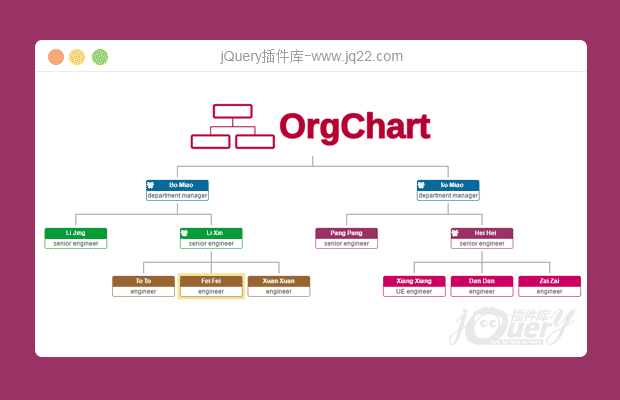 jQuery插件库-www.jq22.com
OrgChart
Bo Miao
department manager
Su Miao
department manager
Li Jing
senior engineer
Li Xin
senior engineer
Pang Pang
senior engineer
Hei Hei
senior engineer
To To
engineer
Fei Fei
engineer
Xuan Xuan
engineer
Xiang Xiang
UE engineer
Dan Dan
engineer
Zai Zai
engineer
jQuery插件库